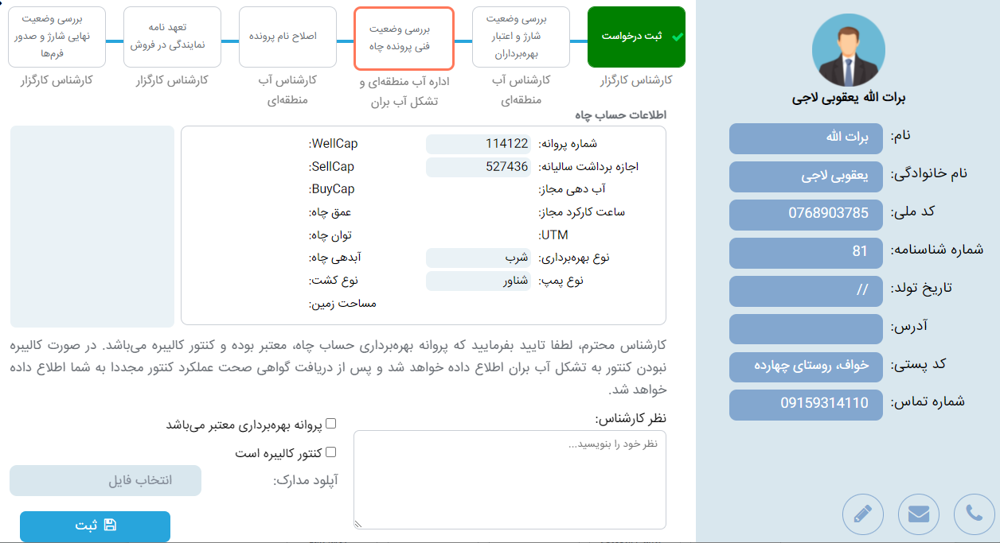 برات الله یعقوبی لاجی
نام: برات الله
نام خانوادگی: یعقوبی لاجی
کد ملی: 0768903785
شماره شناسنامه: 81
تاریخ تولد: //
آدرس:
کد پستی: خواف، روستای چهارده
شماره تماس: 09159314110
ثبت درخواست
کارشناس کارگزار
بررسی وضعیت
شارژ و اعتبار
بهره‌برداران
کارشناس آب
منطقه‌ای
بررسی وضعیت
فنی پرونده چاه
اداره آب منطقه‌ای و
تشکل آب بران
اصلاح نام پرونده
کارشناس آب
منطقه‌ای
تعهد نامه
نمایندگی در فروش
کارشناس کارگزار
بررسی وضعیت
نهایی شارژ و صدور
فرم‌ها
کارشناس کارگزار
اطلاعات حساب چاه
شماره پروانه: 114122 WellCap:
اجازه برداشت سالیانه: 527436 SellCap:
آب دهی مجاز: BuyCap:
ساعت کارکرد مجاز: عمق چاه:
UTM: توان چاه:
نوع بهره‌برداری: شرب آبدهی چاه:
نوع پمپ: شناور نوع کشت:
مساحت زمین:
کارشناس محترم، لطفا تایید بفرمایید که پروانه بهره‌برداری حساب چاه، معتبر بوده و کنتور کالیبره می‌باشد. در صورت کالیبره
نبودن کنتور به تشکل آب بران اطلاع داده خواهد شد و پس از دریافت گواهی صحت عملکرد کنتور مجددا به شما اطلاع داده
خواهد شد.
نظر کارشناس:
نظر خود را بنویسید...
پروانه بهره‌برداری معتبر می‌باشد
کنتور کالیبره است
آپلود مدارک: انتخاب فایل
ثبت